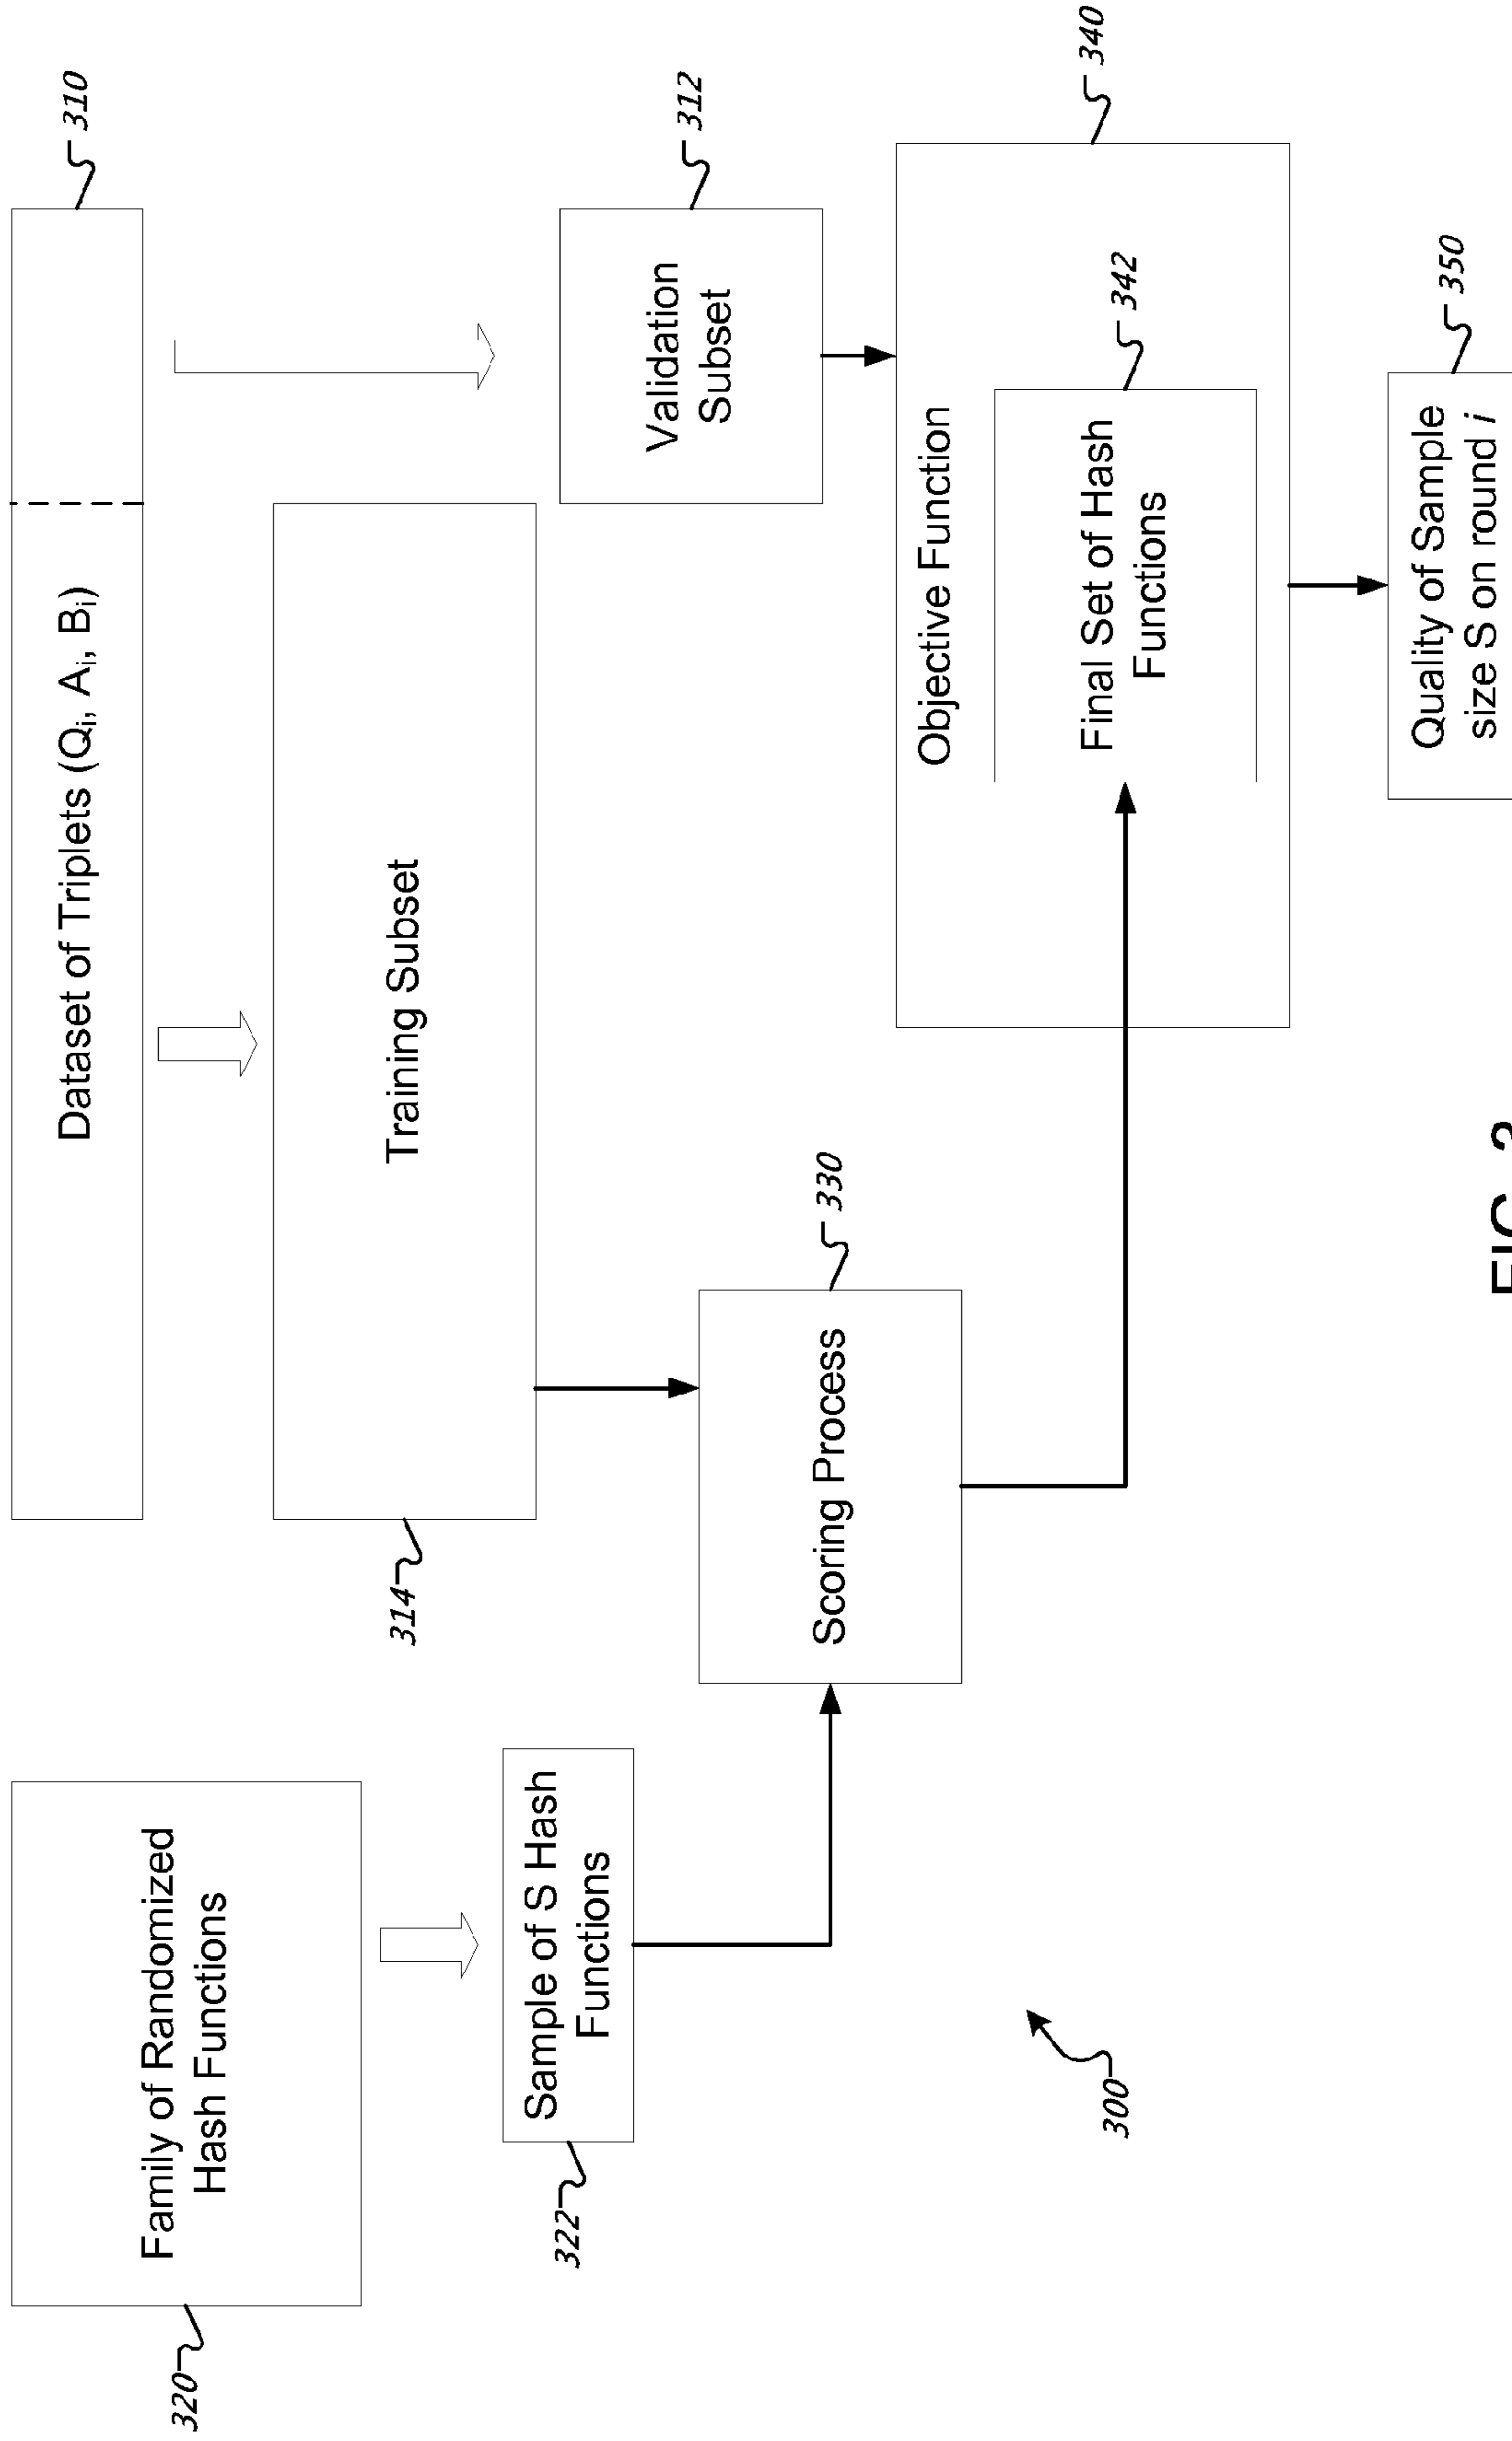 Family of Randomized
Hash Functions
320
Dataset of Triplets (Qi, Ai, Bi)
310
Training Subset
314
Sample of S Hash
Functions
322
Validation
Subset
312
Scoring Process
330
Objective Function
340
Final Set of Hash
Functions
342
300
Quality of Sample
size S on round i
350
FIG.